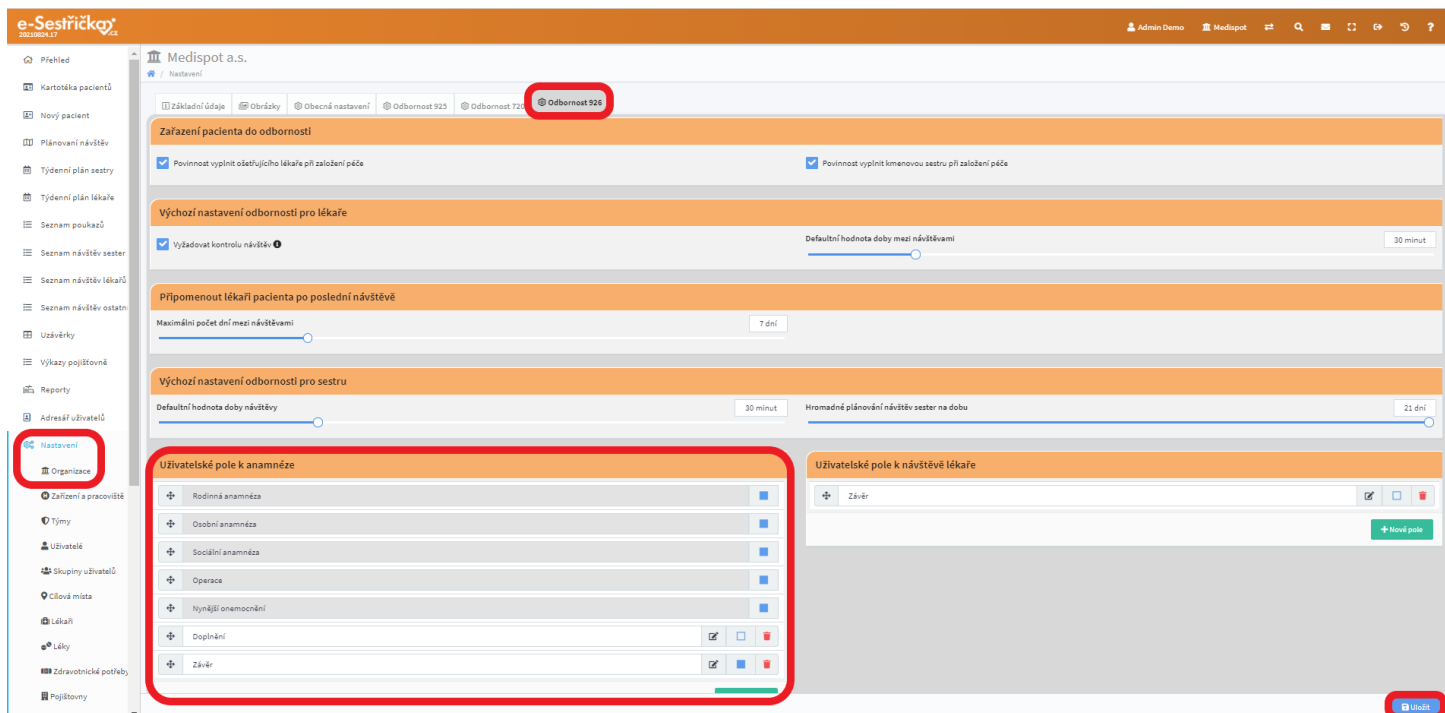 e-Sestřička.cz
20210824.17
Admin Demo
Medispot
?
Přehled
Kartotéka pacientů
Nový pacient
Plánovaní návštěv
Týdenní plán sestry
Týdenní plán lékaře
Seznam poukazů
Seznam návštěv sester
Seznam návštěv lékařů
Seznam návštěv ostatní
Uzávěrky
Výkazy pojišťovně
Reporty
Adresář uživatelů
Nastavení
Organizace
Zařízení a pracoviště
Týmy
Uživatelé
Skupiny uživatelů
Cílová místa
Lékaři
Léky
Zdravotnické potřeby
Pojištovny
Medispot a.s.
/ Nastavení
Základní údaje
Obrázky
Obecná nastavení
Odbornost 925
Odbornost 720
Odbornost 926
Zařazení pacienta do odbornosti
Povinnost vyplnit ošetřujícího lékaře při založení péče
Povinnost vyplnit kmenovou sestru při založení péče
Výchozí nastavení odbornosti pro lékaře
Vyžadovat kontrolu návštěv
Defaultní hodnota doby mezi návštěvami
30 minut
Připomenout lékaři pacienta po poslední návštěvě
Maximální počet dní mezi návštěvami
7 dní
Výchozí nastavení odbornosti pro sestru
Defaultní hodnota doby návštěvy
30 minut
Hromadné plánování návštěv sester na dobu
21 dní
Uživatelské pole k anamnéze
Rodinná anamnéza
Osobní anamnéza
Sociální anamnéza
Operace
Nynější onemocnění
Doplnění
Závěr
Uživatelské pole k návštěvě lékaře
Závěr
+ Nové pole
Uložit